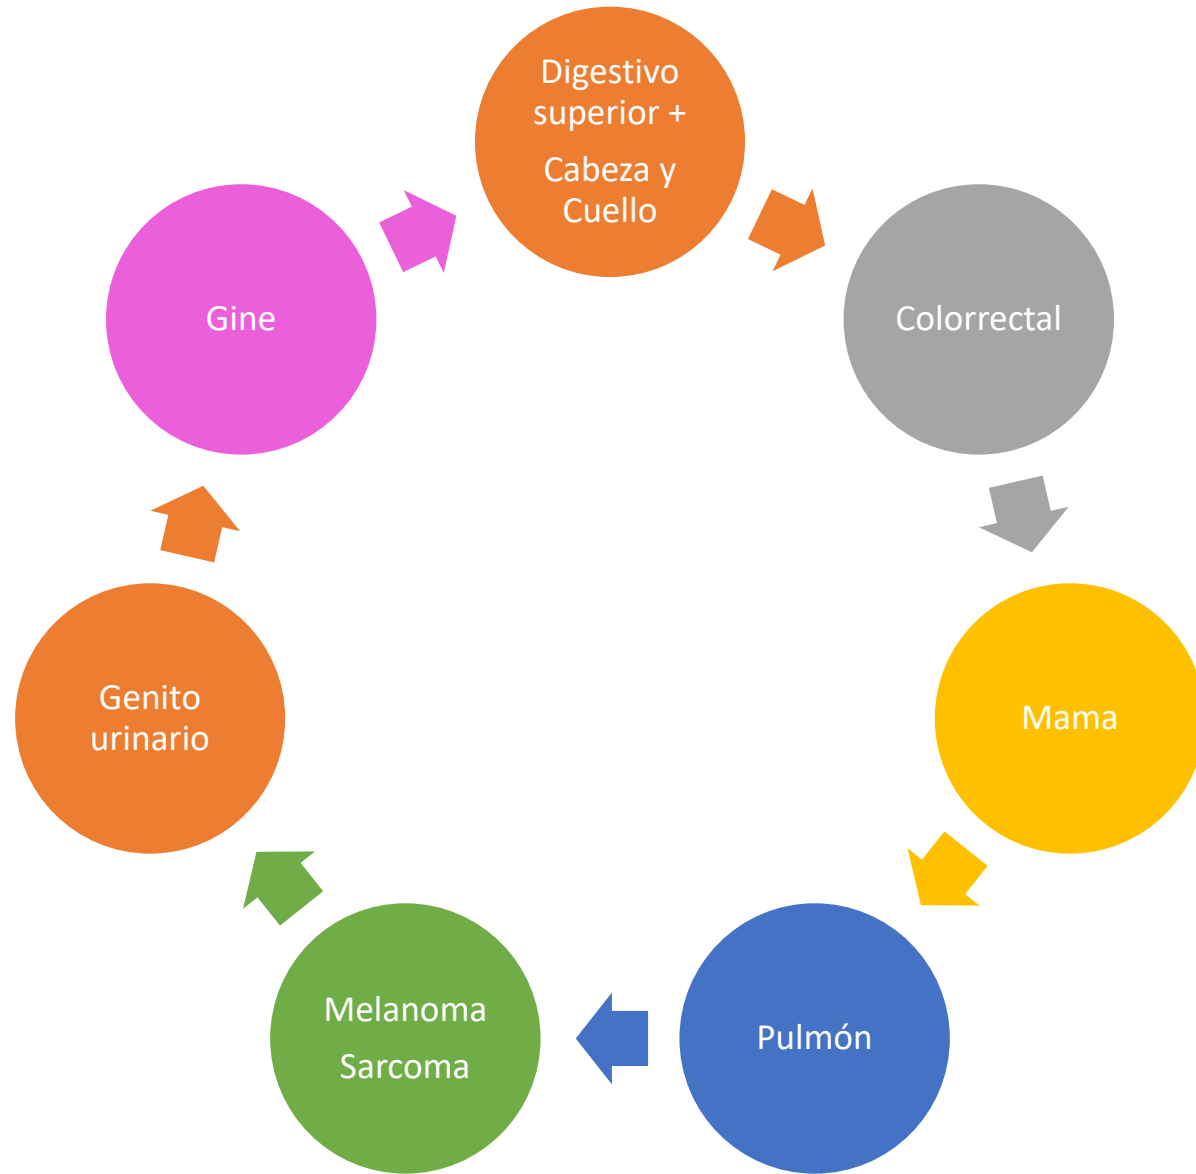 Digestivo
superior +
Cabeza y
Cuello
Colorrectal
Mama
Pulmón
Melanoma
Sarcoma
Genito
urinario
Gine